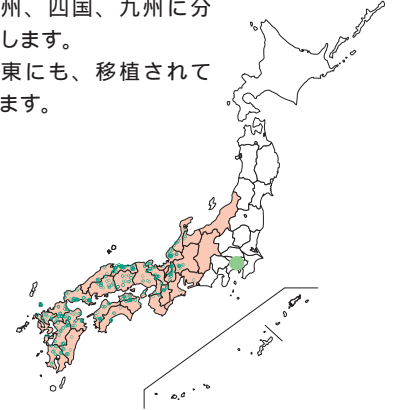 州、四国、九州に分
します。
東にも、移植されて
ます。